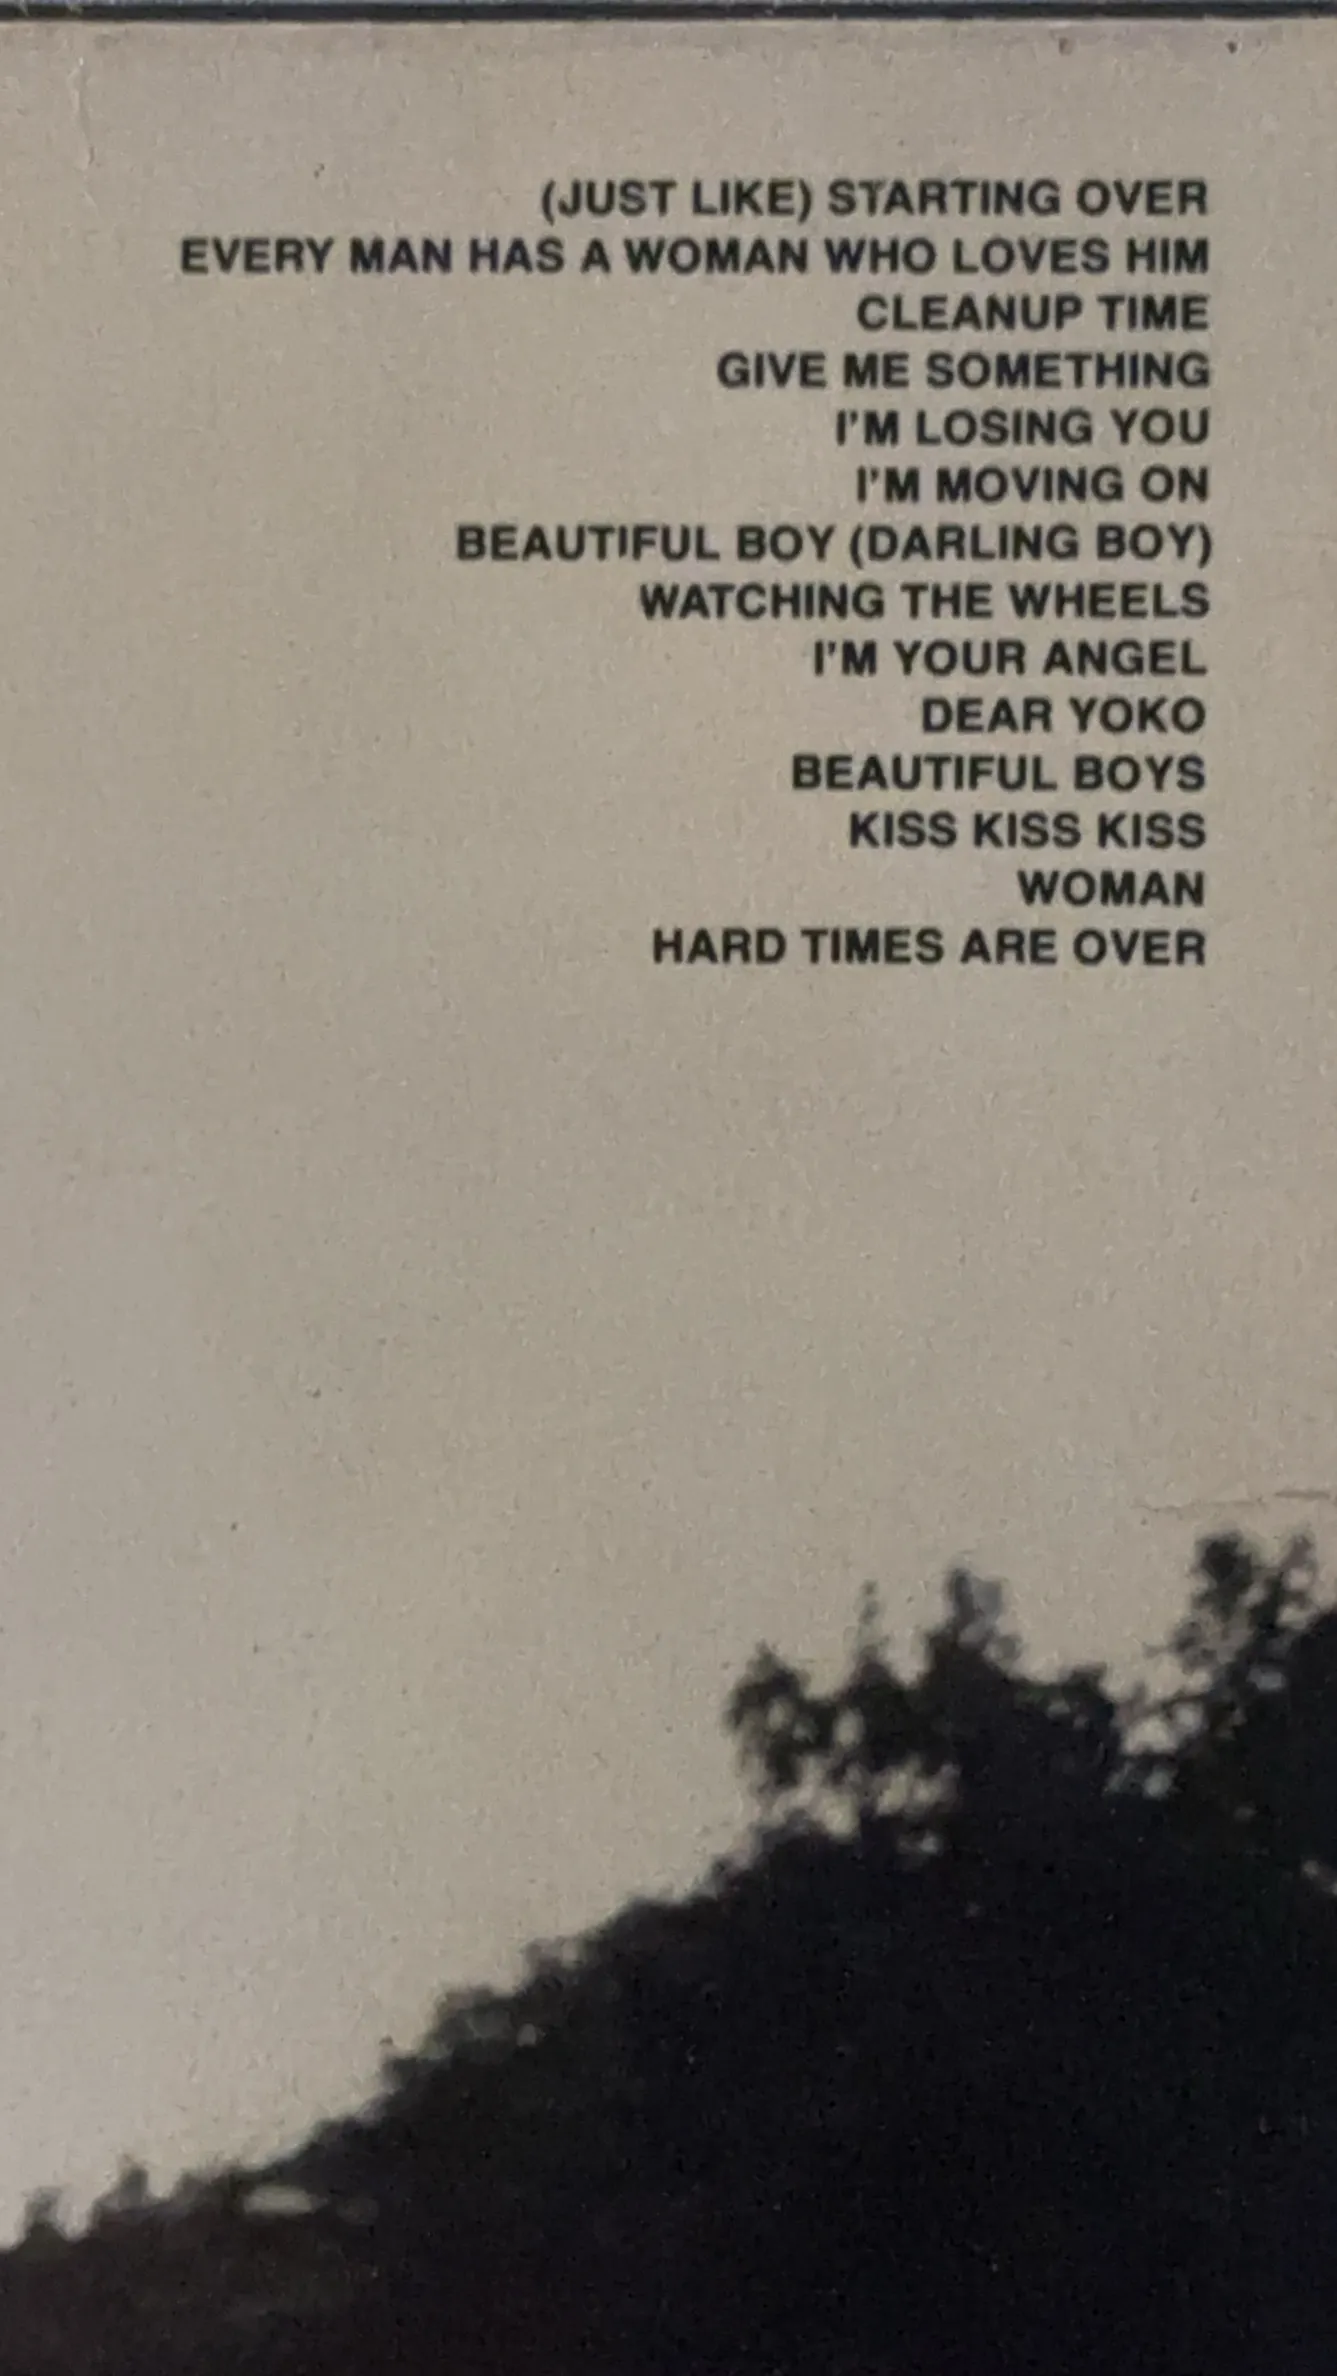 (JUST LIKE) STARTING OVER
EVERY MAN HAS A WOMAN WHO LOVES HIM
CLEANUP TIME
GIVE ME SOMETHING
I'M LOSING YOU
I'M MOVING ON
BEAUTIFUL BOY (DARLING BOY)
WATCHING THE WHEELS
I'M YOUR ANGEL
DEAR YOKO
BEAUTIFUL BOYS
KISS KISS KISS
WOMAN
HARD TIMES ARE OVER